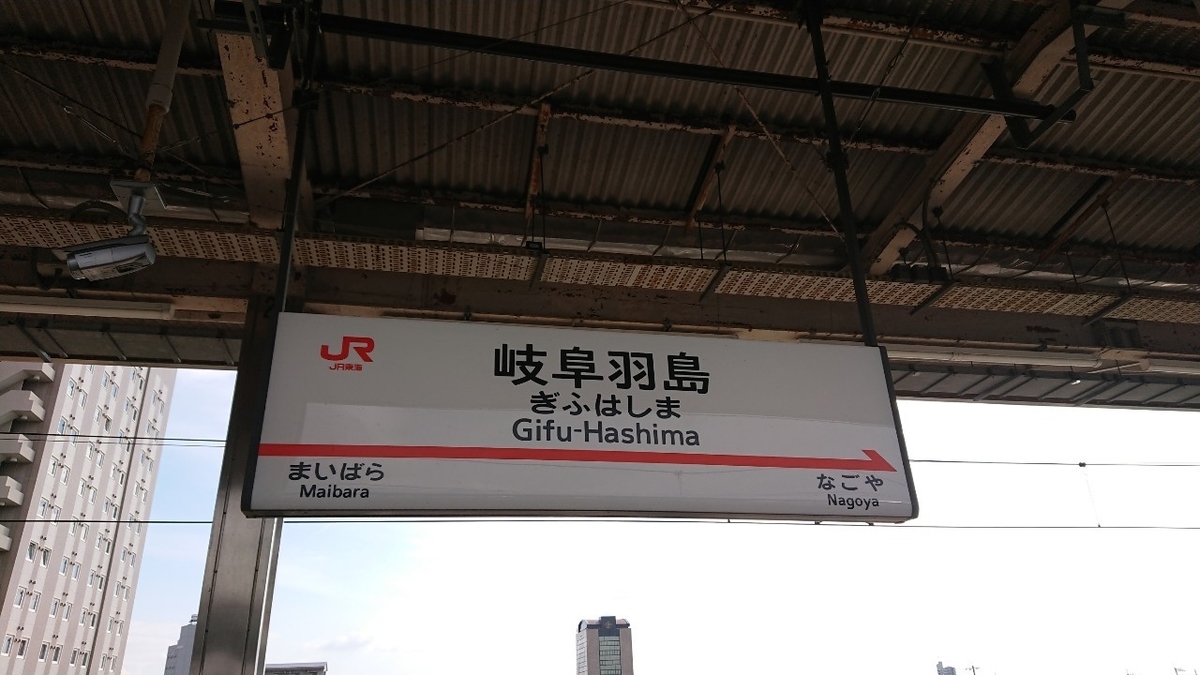 JR
JR東海
岐阜羽島
ぎふはしま
Gifu-Hashima
まいばら
Maibara
なごや
Nagoya